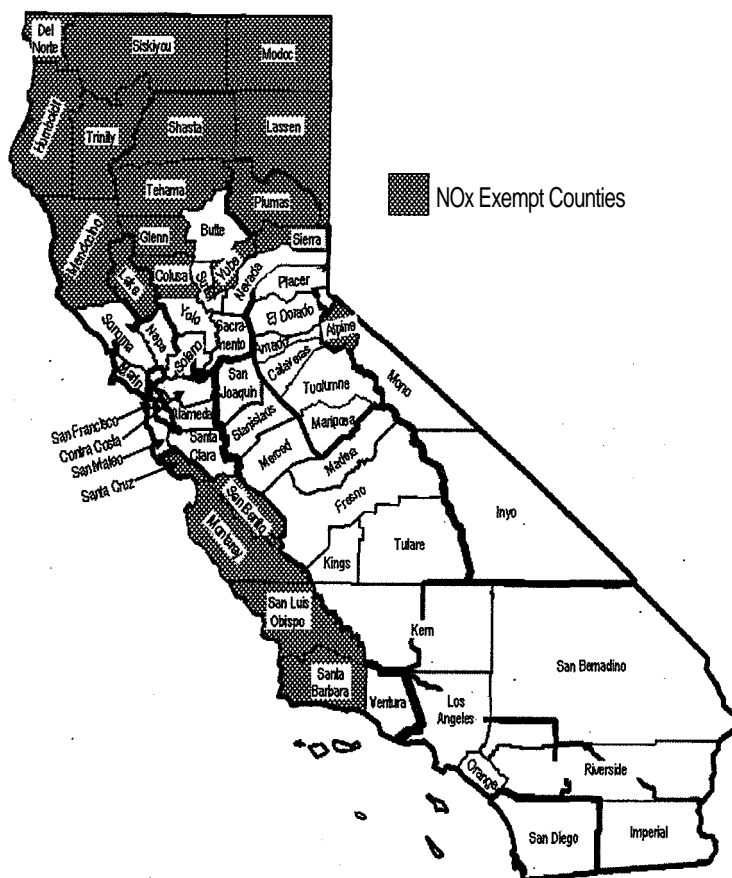 Del
Norte
Siskiyou
Modoc
Humboldt
Trinily
Shasta
Lassen
Tehama
Plumas
NOx Exempt Counties
Mendocino
Glenn
Butte
Sierra
Lake
Colusa
Yuba
Nevada
Placer
Yolo
El Dorado
Sonoma
Napa
Sacra-
mento
Alpine
Solano
Calaveras
Marin
San
Joaquin
Tuolumne
Mono
San Francisco
Alameda
Stanislaus
Mariposa
Contra Costa
San Mateo
Santa
Clara
Merced
Madera
Santa Cruz
San Benito
Fresno
Inyo
Monterey
Kings
Tulare
San Luis
Obispo
Kern
San Bernadino
Santa
Barbara
Ventura
Los
Angeles
Orange
Riverside
San Diego
Imperial